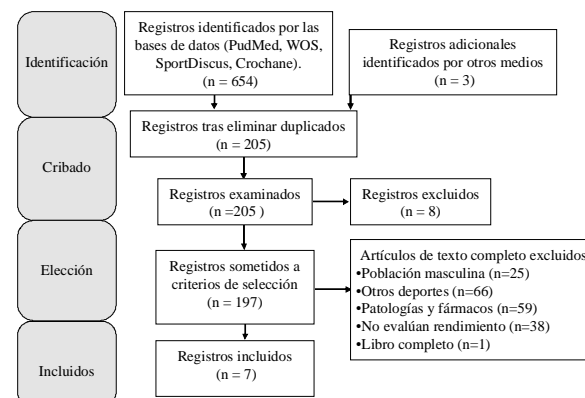 Identificación
Registros identificados por las
bases de datos (PudMed, WOS,
SportDiscus, Crochane).
(n = 654)
Registros adicionales
identificados por otros medios
(n = 3)
Registros tras eliminar duplicados
(n = 205)
Cribado
Registros examinados
(n =205 )
Registros excluidos
(n = 8)
Elección
Registros sometidos a
criterios de selección
(n = 197)
Artículos de texto completo excluidos
•Población masculina (n=25)
•Otros deportes (n=66)
•Patologías y fármacos (n=59)
•No evalúan rendimiento (n=38)
•Libro completo (n=1)
Incluidos
Registros incluidos
(n = 7)